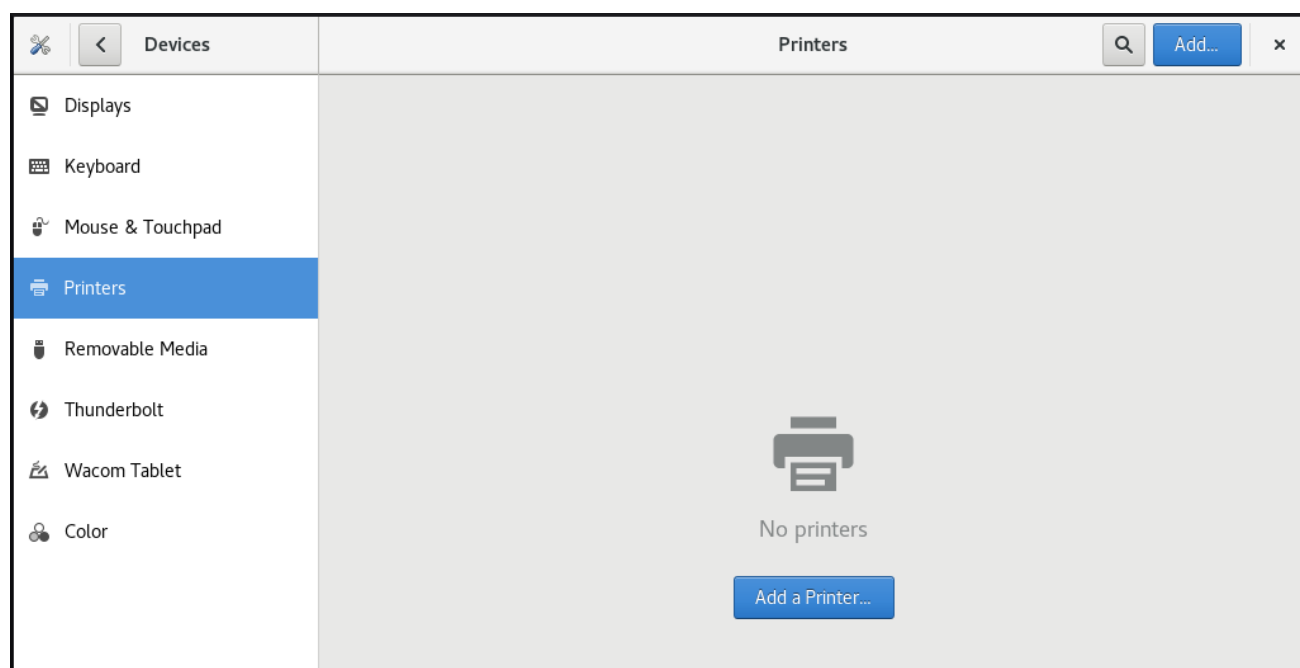 Devices
Printers
Add...
Displays
Keyboard
Mouse & Touchpad
Printers
Removable Media
Thunderbolt
Wacom Tablet
Color
No printers
Add a Printer...